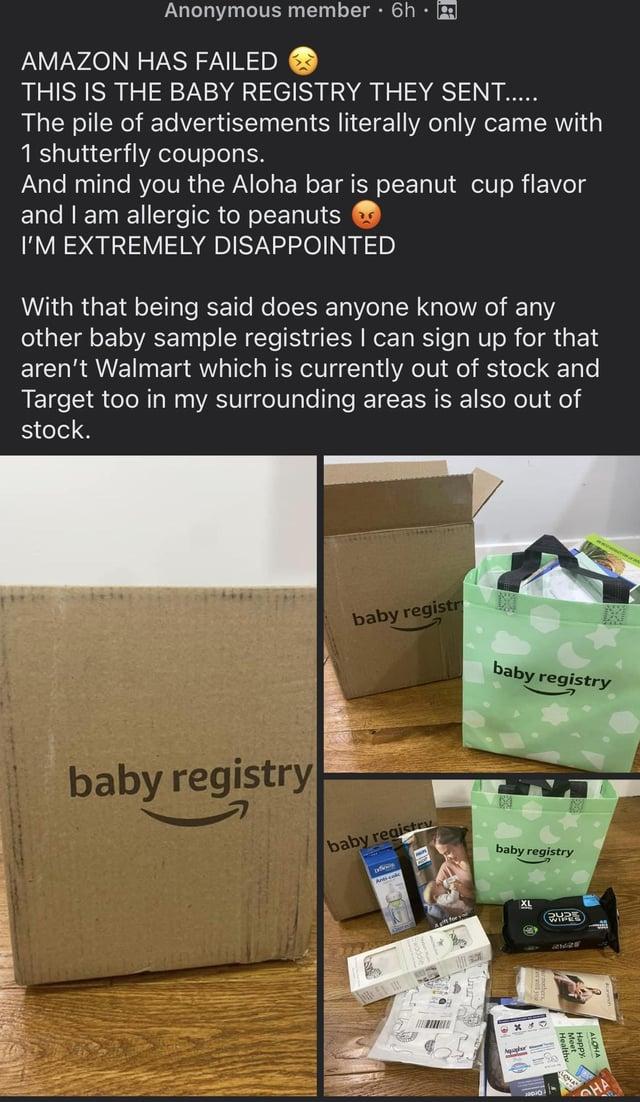 Anonymous member · 6h ·
AMAZON HAS FAILED 😣
THIS IS THE BABY REGISTRY THEY SENT.....
The pile of advertisements literally only came with
1 shutterfly coupons.
And mind you the Aloha bar is peanut  cup flavor
and I am allergic to peanuts 😡
I'M EXTREMELY DISAPPOINTED
With that being said does anyone know of any
other baby sample registries I can sign up for that
aren't Walmart which is currently out of stock and
Target too in my surrounding areas is also out of
stock.
baby registry
baby registr
baby registry
baby registry
baby registry
Anti-colic
PHILIPS
A gift for you
XL
DUDE
WIPES
Aquaphor
ALOHA
Happy.
Meet
Healthy.